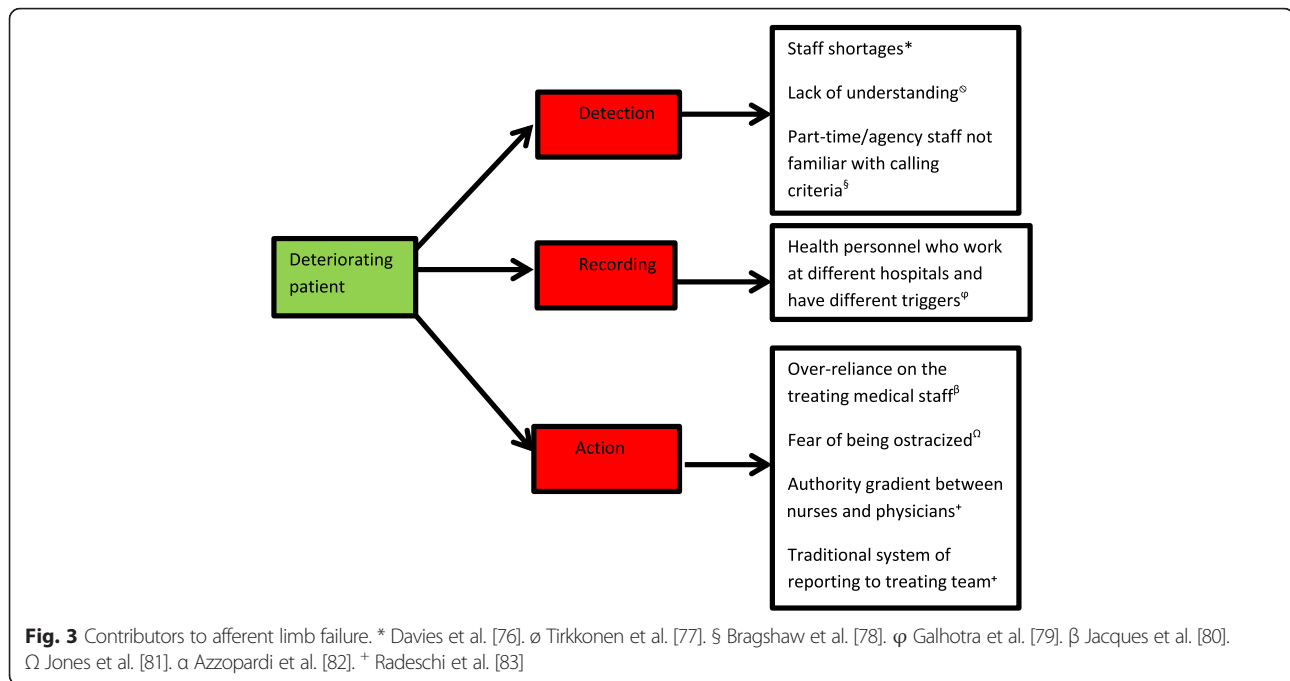 Staff shortages*
Lack of understanding⦰
Part-time/agency staff not
familiar with calling
criteria§
Detection
Deteriorating
patient
Recording
Health personnel who work
at different hospitals and
have different triggersφ
Action
Over-reliance on the
treating medical staffβ
Fear of being ostracizedΩ
Authority gradient between
nurses and physicians⁺
Traditional system of
reporting to treating team⁺
Fig. 3 Contributors to afferent limb failure. * Davies et al. [76]. ø Tirkkonen et al. [77]. § Bragshaw et al. [78]. φ Galhotra et al. [79]. β Jacques et al. [80].
Ω Jones et al. [81]. α Azzopardi et al. [82]. ⁺ Radeschi et al. [83]